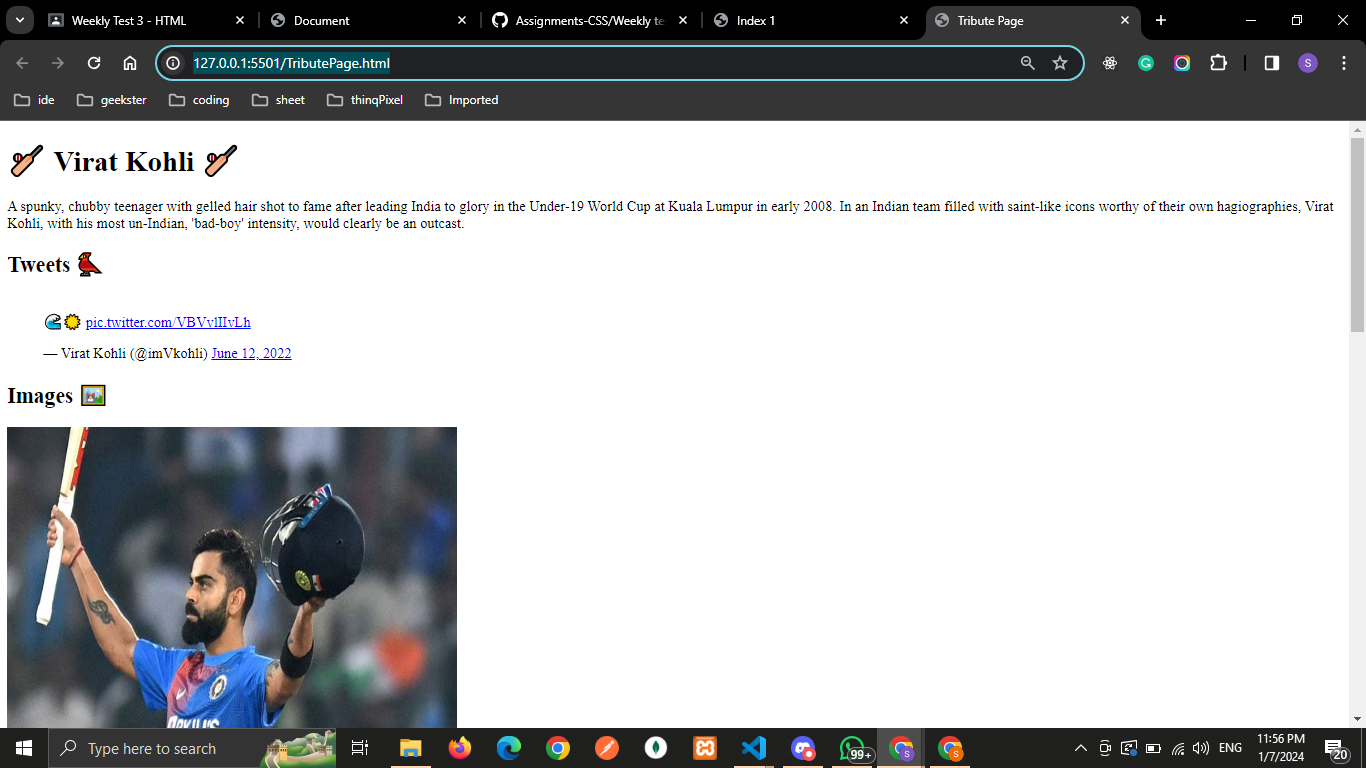 Weekly Test 3 - HTML
Document
Assignments-CSS/Weekly te
Index 1
Tribute Page
127.0.0.1:5501/TributePage.html
S
ide
geekster
coding
sheet
thinqPixel
Imported
🏏 Virat Kohli 🏏
A spunky, chubby teenager with gelled hair shot to fame after leading India to glory in the Under-19 World Cup at Kuala Lumpur in early 2008. In an Indian team filled with saint-like icons worthy of their own hagiographies, Virat
Kohli, with his most un-Indian, 'bad-boy' intensity, would clearly be an outcast.
Tweets 🐦
🌊☀️ pic.twitter.com/VBVvlIIvLh
— Virat Kohli (@imVkohli) June 12, 2022
Images 🖼️
Type here to search
99+
S
S
ENG
11:56 PM
1/7/2024
20